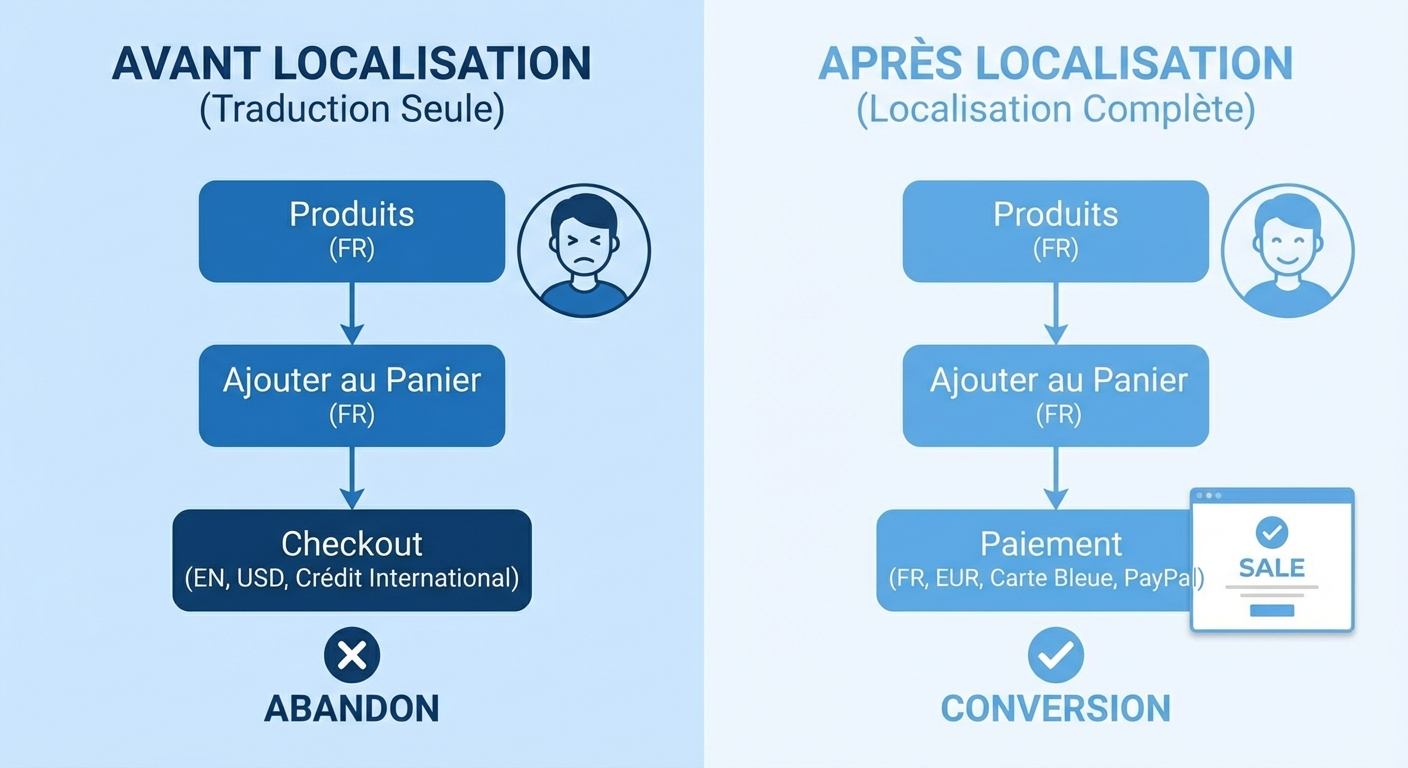 AVANT LOCALISATION
(Traduction Seule)
Produits
(FR)
Ajouter au Panier
(FR)
Checkout
(EN, USD, Crédit International)
ABANDON
APRÈS LOCALISATION
(Localisation Complète)
Produits
(FR)
Ajouter au Panier
(FR)
Paiement
(FR, EUR, Carte Bleue, PayPal)
SALE
CONVERSION